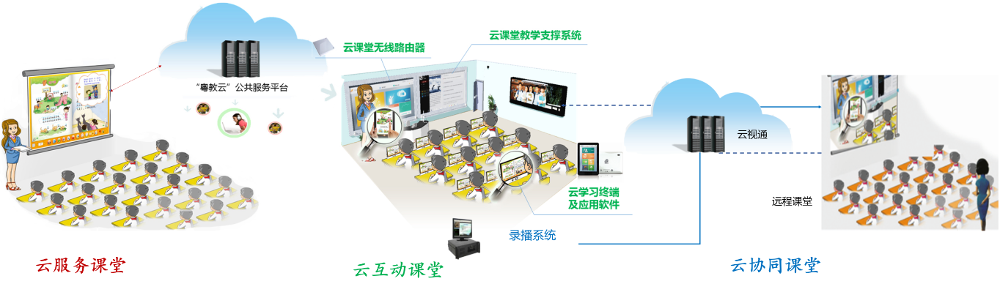 云课堂教学支撑系统
云课堂无线路由器
“粤教云”公共服务平台
云视通
云学习终端
及应用软件
远程课堂
录播系统
云服务课堂
云互动课堂
云协同课堂